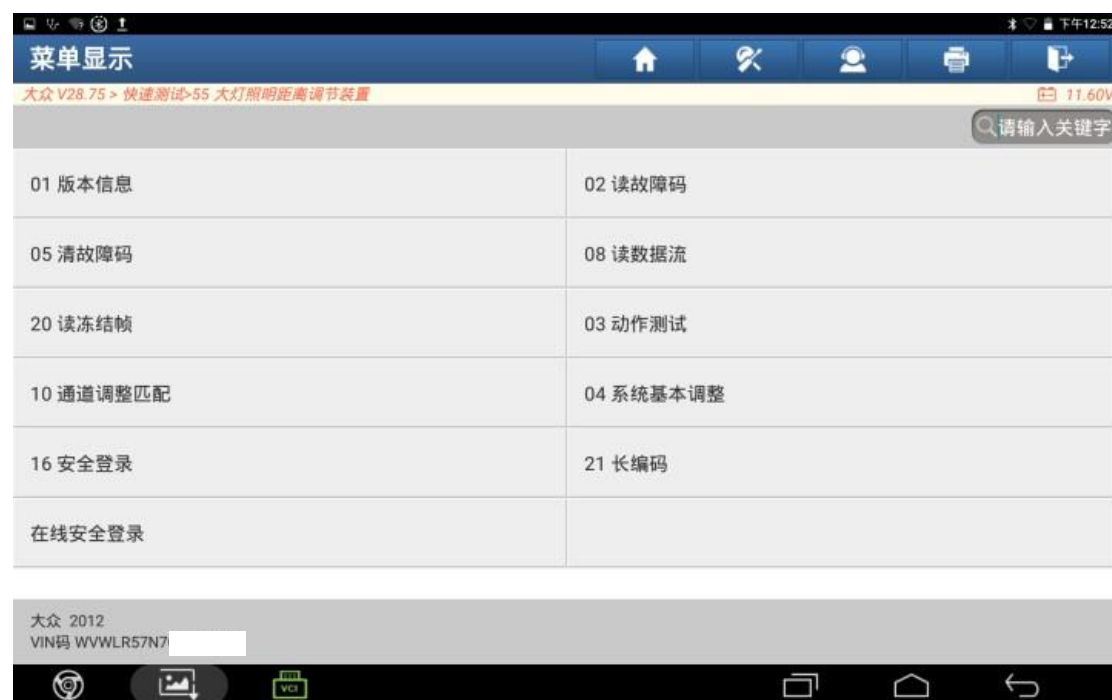 下午12:52
菜单显示
大众 V28.75 > 快速测试>55 大灯照明距离调节装置
11.60V
请输入关键字
01 版本信息
02 读故障码
05 清故障码
08 读数据流
20 读冻结帧
03 动作测试
10 通道调整匹配
04 系统基本调整
16 安全登录
21 长编码
在线安全登录
大众 2012
VIN码 WVWLR57N7
VCI